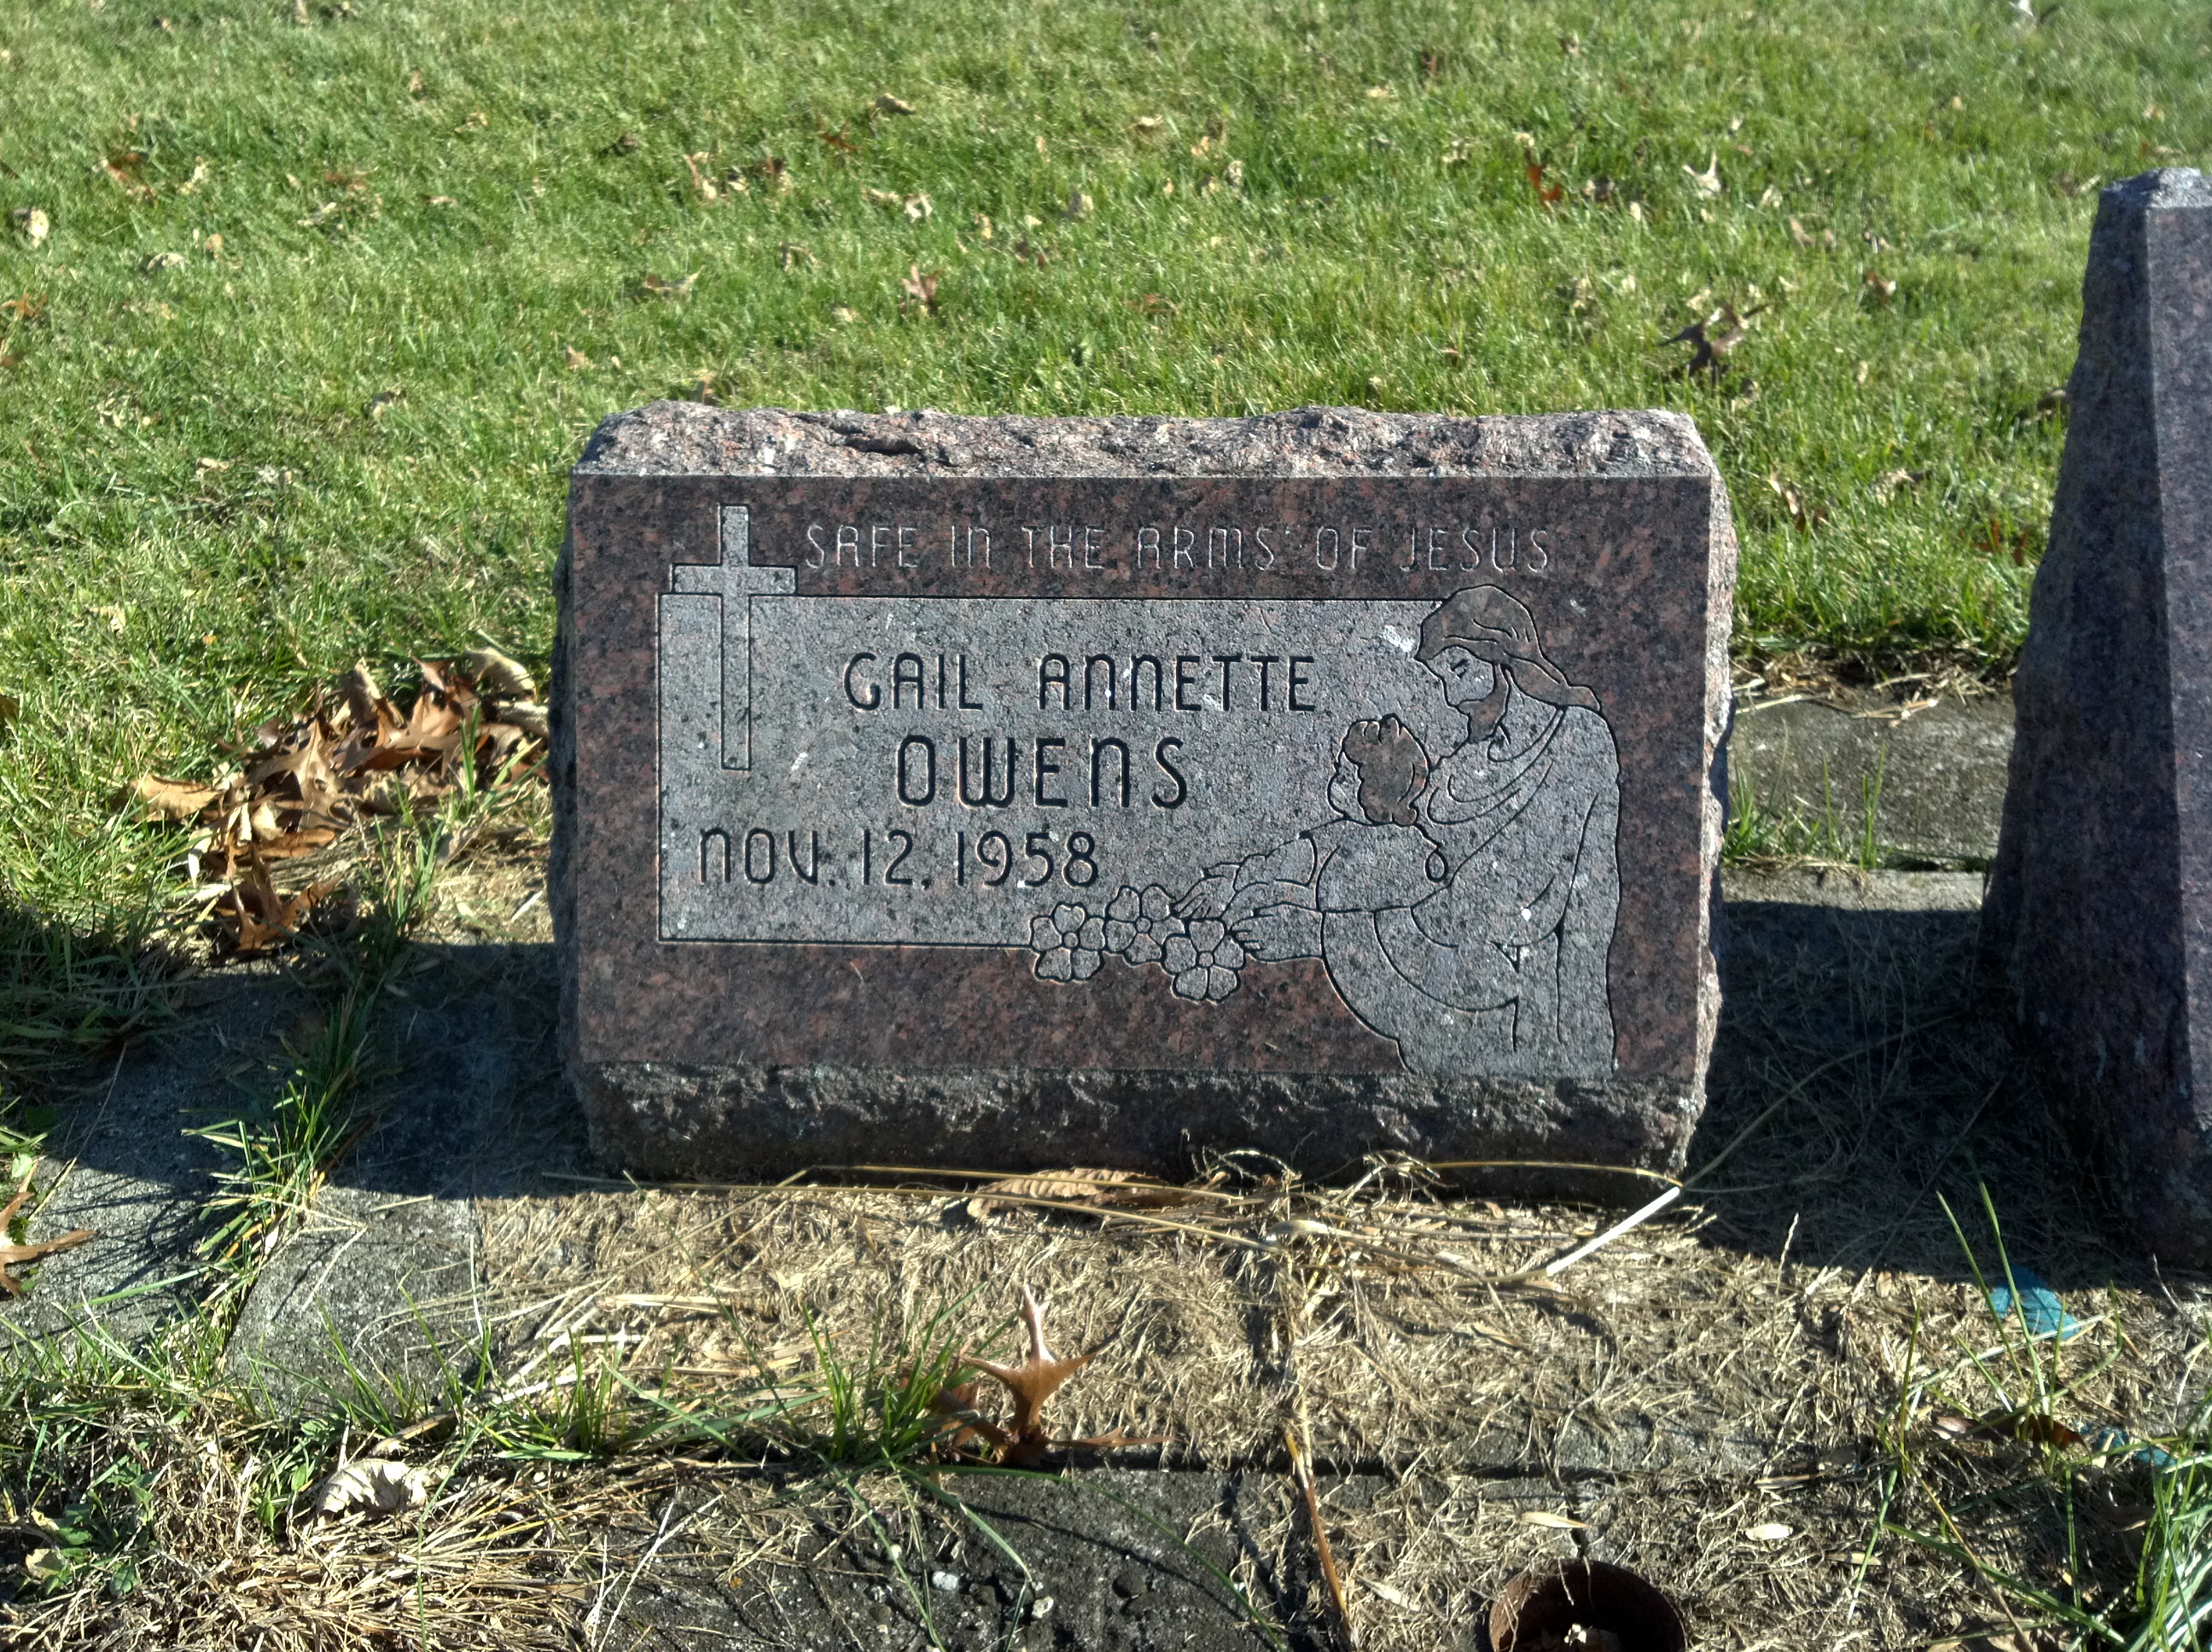 SAFE IN THE ARMS OF JESUS
GAIL ANNETTE
OWENS
NOV. 12, 1958